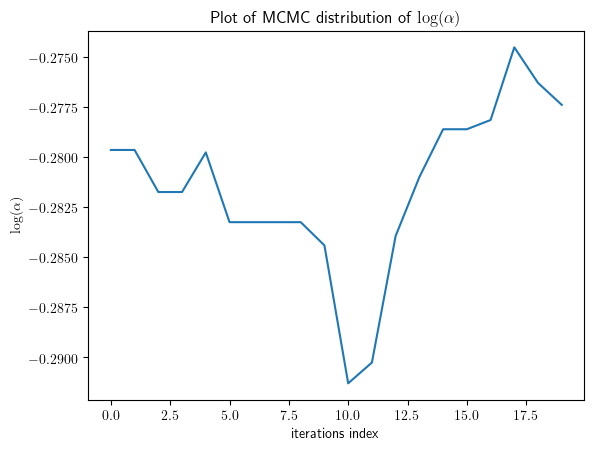 Plot of MCMC distribution of log(α)
−0.2750
−0.2775
−0.2800
−0.2825
−0.2850
−0.2875
−0.2900
log(α)
0.0 2.5 5.0 7.5 10.0 12.5 15.0 17.5
iterations index